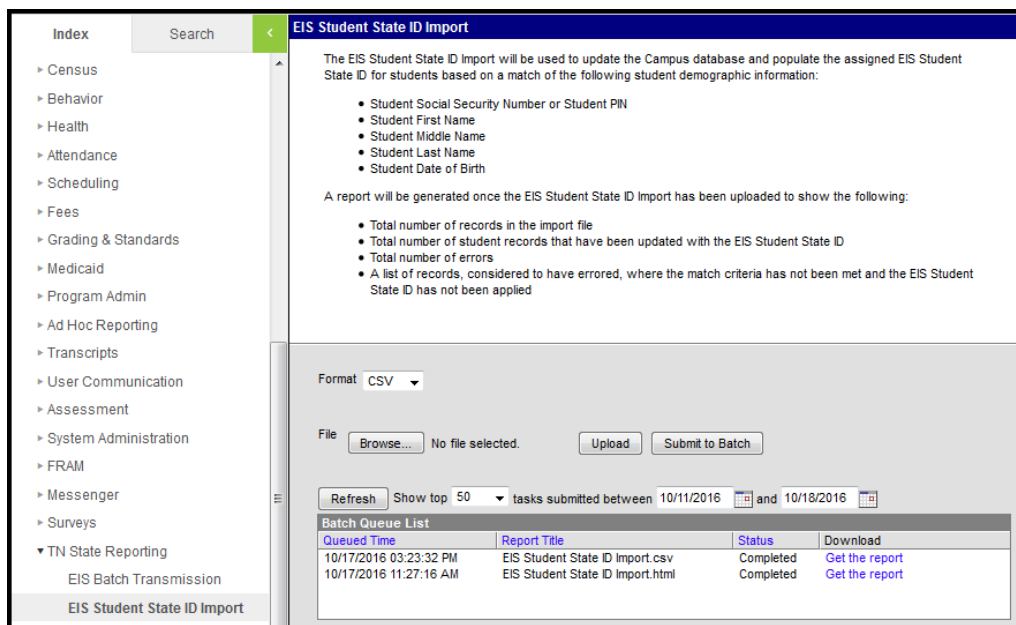 Index
Search
Census
Behavior
Health
Attendance
Scheduling
Fees
Grading & Standards
Medicaid
Program Admin
Ad Hoc Reporting
Transcripts
User Communication
Assessment
System Administration
FRAM
Messenger
Surveys
TN State Reporting
EIS Batch Transmission
EIS Student State ID Import
EIS Student State ID Import
The EIS Student State ID Import will be used to update the Campus database and populate the assigned EIS Student
State ID for students based on a match of the following student demographic information:
• Student Social Security Number or Student PIN
• Student First Name
• Student Middle Name
• Student Last Name
• Student Date of Birth
A report will be generated once the EIS Student State ID Import has been uploaded to show the following:
• Total number of records in the import file
• Total number of student records that have been updated with the EIS Student State ID
• Total number of errors
• A list of records, considered to have errored, where the match criteria has not been met and the EIS Student
State ID has not been applied
Format CSV
File Browse... No file selected. Upload Submit to Batch
Refresh Show top 50 tasks submitted between 10/11/2016 and 10/18/2016
Batch Queue List
Queued Time Report Title Status Download
10/17/2016 03:23:32 PM EIS Student State ID Import.csv Completed Get the report
10/17/2016 11:27:16 AM EIS Student State ID Import.html Completed Get the report